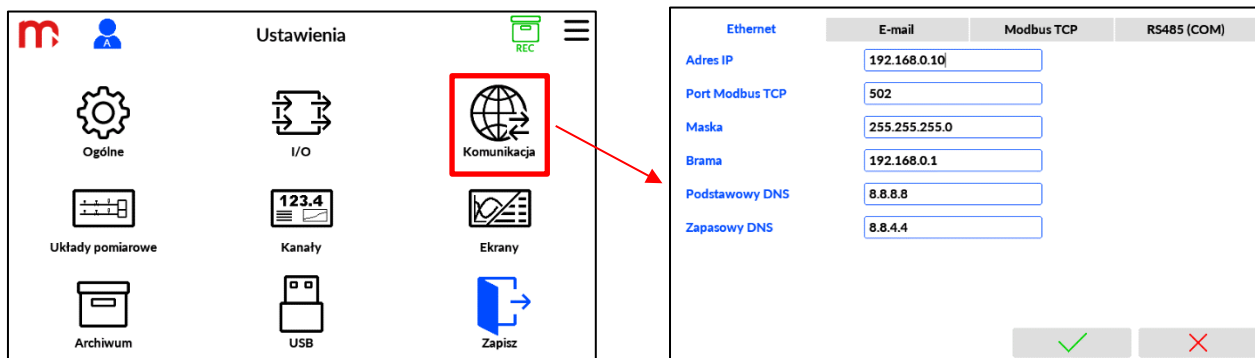 Ustawienia
A
REC
Ogólne
I/O
Komunikacja
123.4
Układy pomiarowe
Kanały
Ekrany
Archiwum
USB
Zapisz
Ethernet
E-mail
Modbus TCP
RS485 (COM)
Adres IP
192.168.0.10
Port Modbus TCP
502
Maska
255.255.255.0
Brama
192.168.0.1
Podstawowy DNS
8.8.8.8
Zapasowy DNS
8.8.4.4